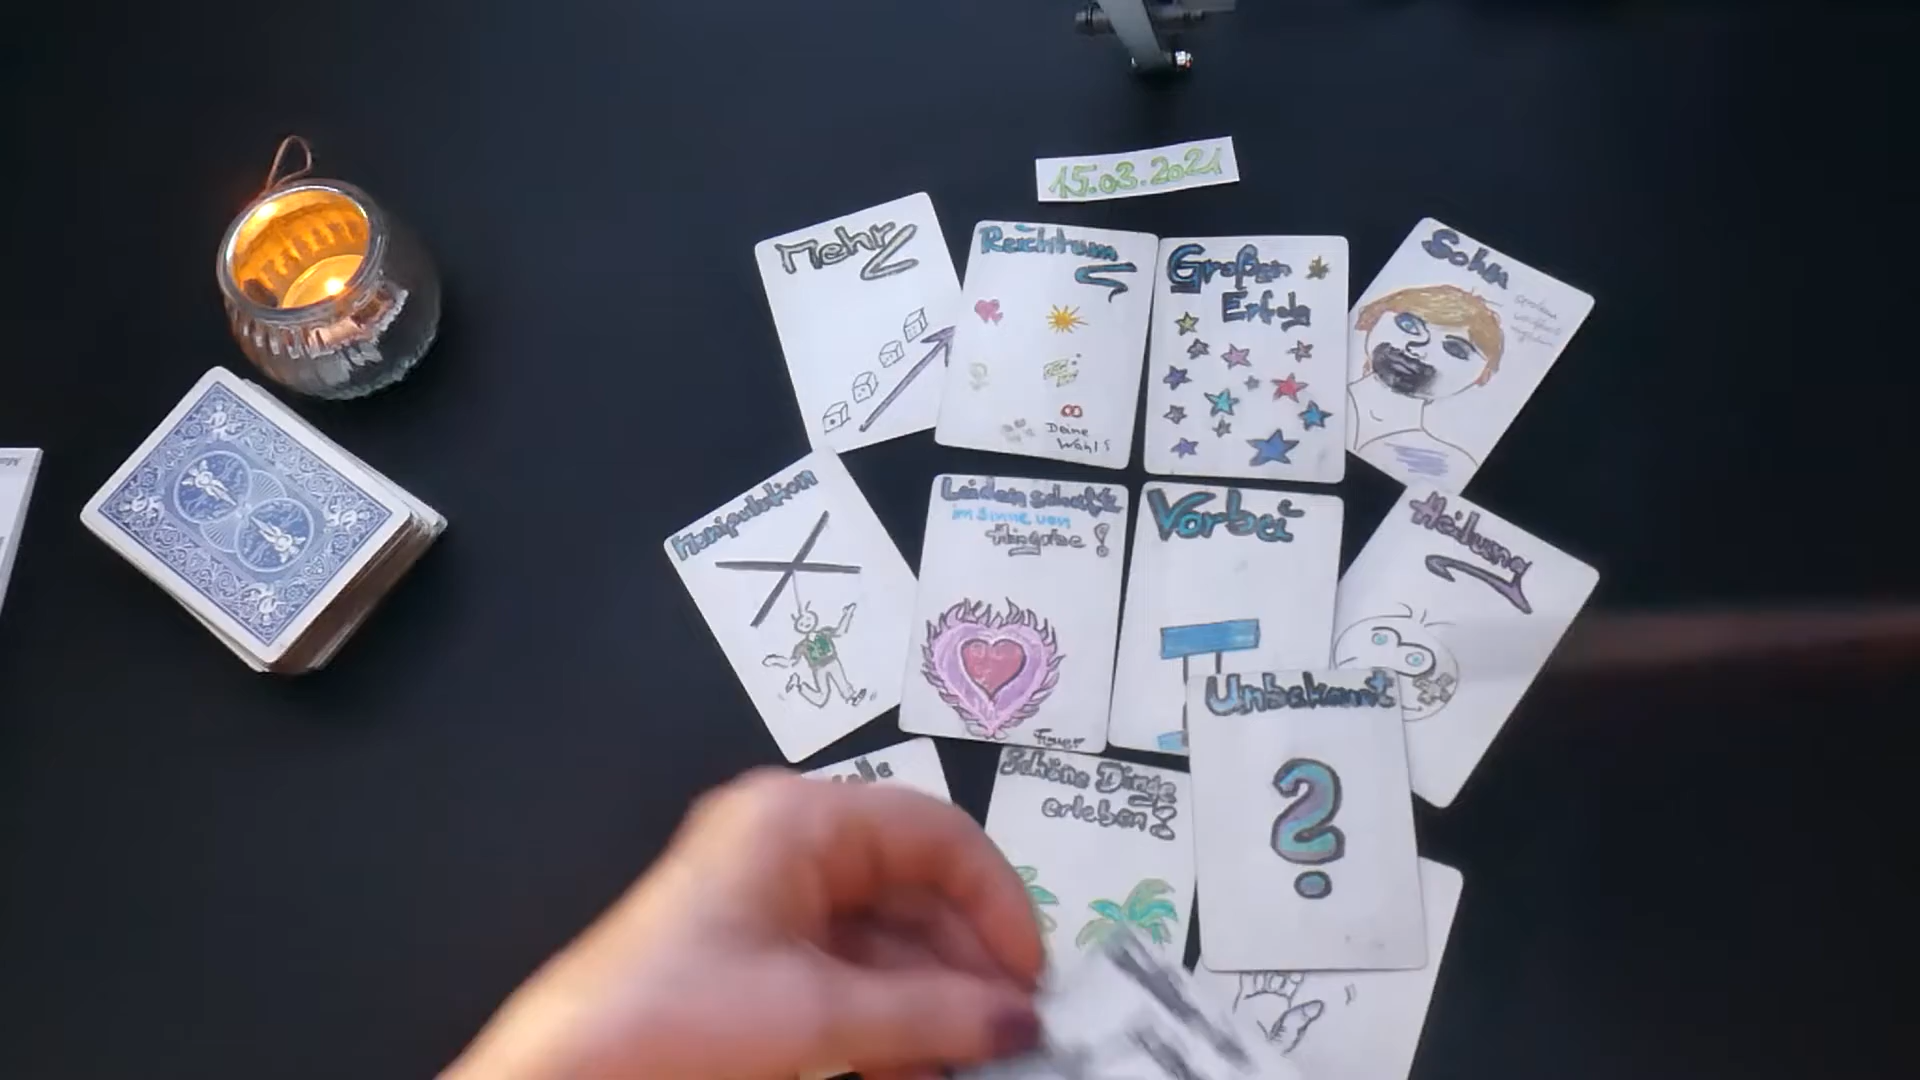 15.03.2021
Mehr
Reichtum
Deine
Wahl!
Großen
Erfolg
Sohn
Manipulation
Leidenschaft
im Sinne von
Hingabe!
Feuer
Vorbei
Heilung
Unbekannt
?
Schöne Dinge
erleben!